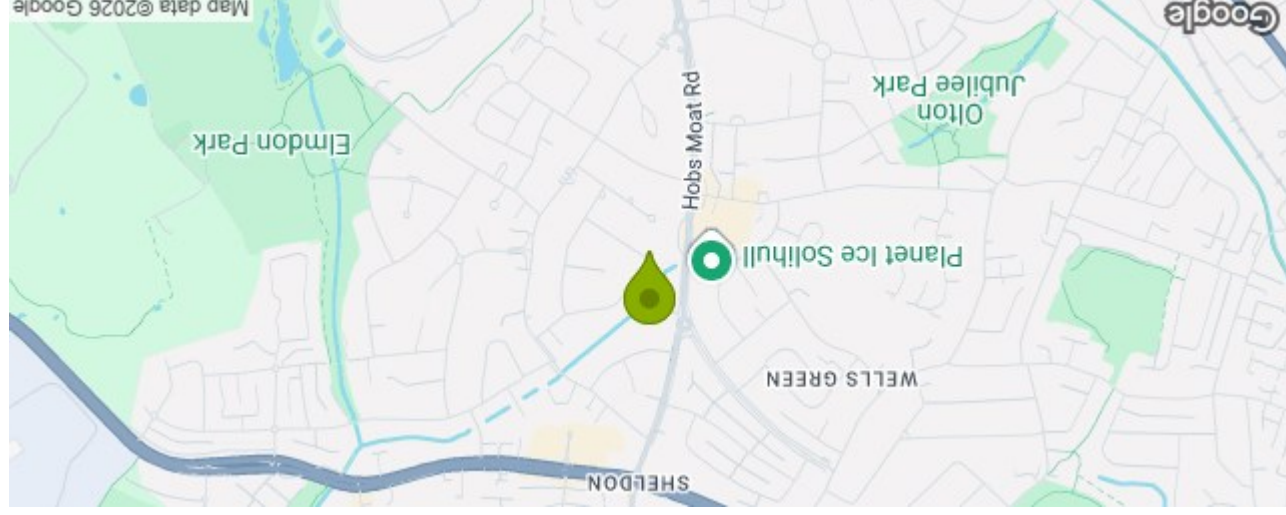 SHELDON
WELLS GREEN
Planet Ice Solihull
Hobs Moat Rd
Elmdon Park
Olton
Jubilee Park
Google
Map data ©2026 Google